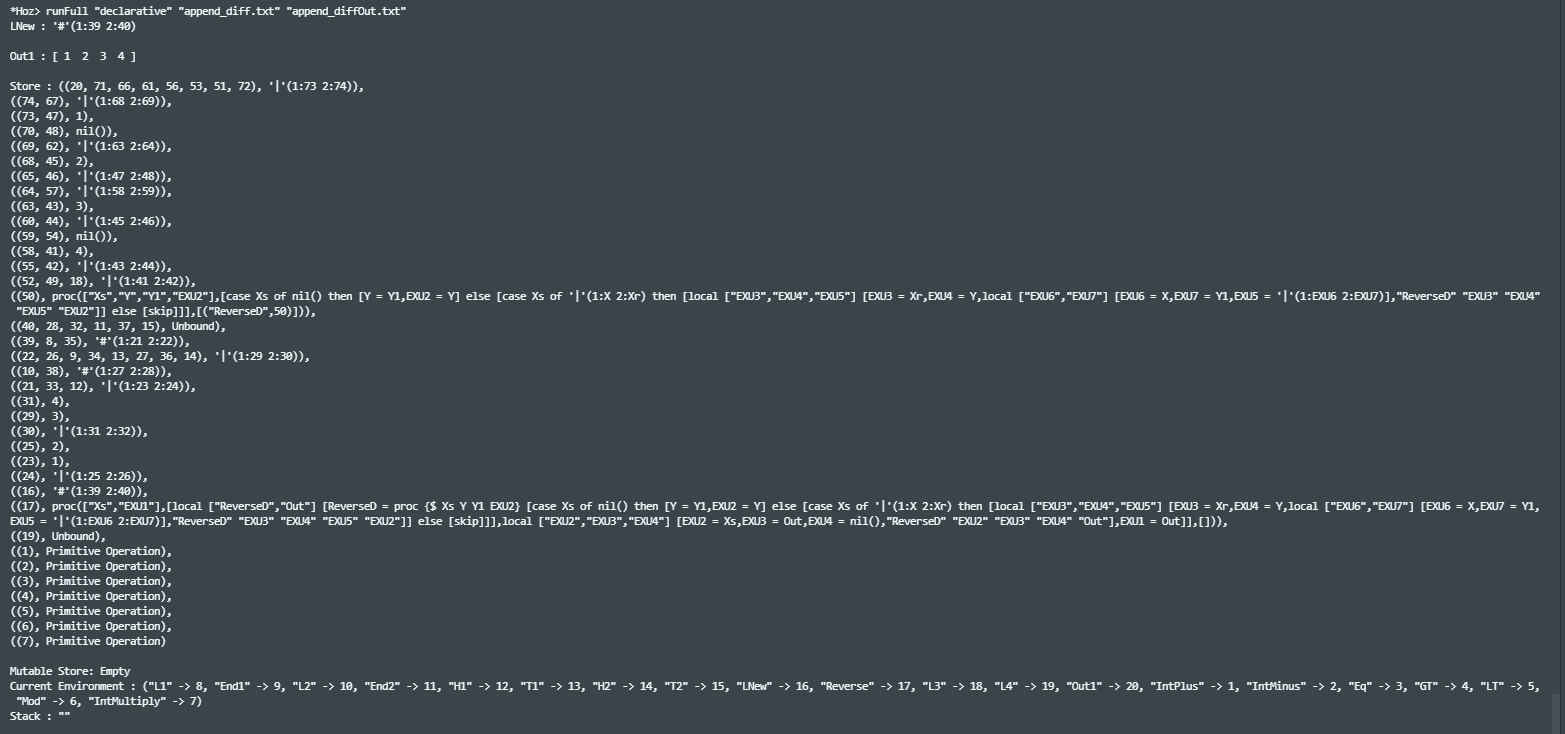 *Hoz> runFull "declarative" "append_diff.txt" "append_diffOut.txt"
LNew : '#'(1:39 2:40)
Out1 : [ 1  2  3  4 ]
Store : ((20, 71, 66, 61, 56, 53, 51, 72), '|'(1:73 2:74)),
((74, 67), '|'(1:68 2:69)),
((73, 47), 1),
((70, 48), nil()),
((69, 62), '|'(1:63 2:64)),
((68, 45), 2),
((65, 46), '|'(1:47 2:48)),
((64, 57), '|'(1:58 2:59)),
((63, 43), 3),
((60, 44), '|'(1:45 2:46)),
((59, 54), nil()),
((58, 41), 4),
((55, 42), '|'(1:43 2:44)),
((52, 49, 18), '|'(1:41 2:42)),
((50), proc(["Xs","Y","Y1","EXU2"],[case Xs of nil() then [Y = Y1,EXU2 = Y] else [case Xs of '|'(1:X 2:Xr) then [local ["EXU3","EXU4","EXU5"] [EXU3 = Xr,EXU4 = Y,local ["EXU6","EXU7"] [EXU6 = X,EXU7 = Y1,EXU5 = '|'(1:EXU6 2:EXU7)],"ReverseD" "EXU3" "EXU4"
"EXU5" "EXU2"]] else [skip]]],[("ReverseD",50)])),
((40, 28, 32, 11, 37, 15), Unbound),
((39, 8, 35), '#'(1:21 2:22)),
((22, 26, 9, 34, 13, 27, 36, 14), '|'(1:29 2:30)),
((10, 38), '#'(1:27 2:28)),
((21, 33, 12), '|'(1:23 2:24)),
((31), 4),
((29), 3),
((30), '|'(1:31 2:32)),
((25), 2),
((23), 1),
((24), '|'(1:25 2:26)),
((16), '#'(1:39 2:40)),
((17), proc(["Xs","EXU1"],[local ["ReverseD","Out"] [ReverseD = proc {$ Xs Y Y1 EXU2} [case Xs of nil() then [Y = Y1,EXU2 = Y] else [case Xs of '|'(1:X 2:Xr) then [local ["EXU3","EXU4","EXU5"] [EXU3 = Xr,EXU4 = Y,local ["EXU6","EXU7"] [EXU6 = X,EXU7 = Y1,
EXU5 = '|'(1:EXU6 2:EXU7)],"ReverseD" "EXU3" "EXU4" "EXU5" "EXU2"]] else [skip]]],local ["EXU2","EXU3","EXU4"] [EXU2 = Xs,EXU3 = Out,EXU4 = nil(),"ReverseD" "EXU2" "EXU3" "EXU4" "Out"],EXU1 = Out]],[])),
((19), Unbound),
((1), Primitive Operation),
((2), Primitive Operation),
((3), Primitive Operation),
((4), Primitive Operation),
((5), Primitive Operation),
((6), Primitive Operation),
((7), Primitive Operation)
Mutable Store: Empty
Current Environment : ("L1" -> 8, "End1" -> 9, "L2" -> 10, "End2" -> 11, "H1" -> 12, "T1" -> 13, "H2" -> 14, "T2" -> 15, "LNew" -> 16, "Reverse" -> 17, "L3" -> 18, "L4" -> 19, "Out1" -> 20, "IntPlus" -> 1, "IntMinus" -> 2, "Eq" -> 3, "GT" -> 4, "LT" -> 5,
"Mod" -> 6, "IntMultiply" -> 7)
Stack : ""